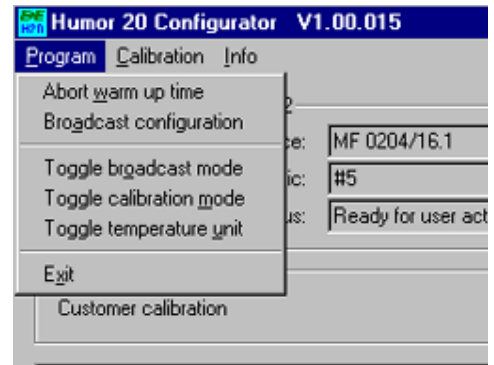 Humor 20 Configurator V1.00.015
Program Calibration Info
Abort warm up time
Broadcast configuration
MF 0204/16.1
Toggle broadcast mode
#5
Toggle calibration mode
Toggle temperature unit
Ready for user act
Exit
Customer calibration